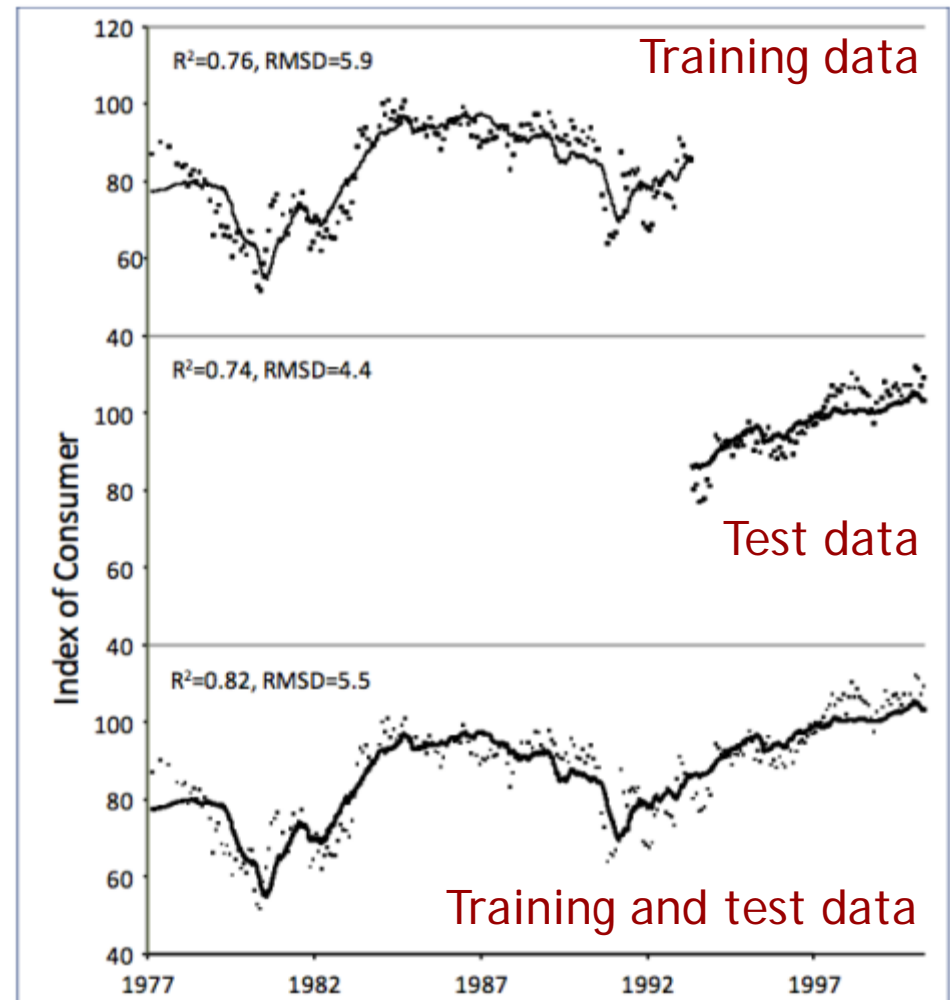 120
R²=0.76, RMSD=5.9
Training data
100
80
60
40
R²=0.74, RMSD=4.4
100
80
Test data
60
40
R²=0.82, RMSD=5.5
100
80
60
Training and test data
40
Index of Consumer
1977 1982 1987 1992 1997